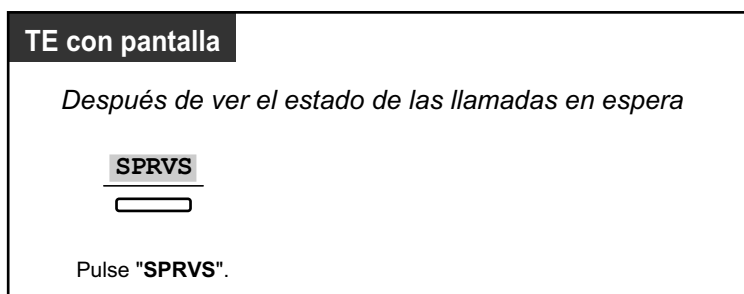 TE con pantalla
Después de ver el estado de las llamadas en espera
SPRVS
Pulse "SPRVS".